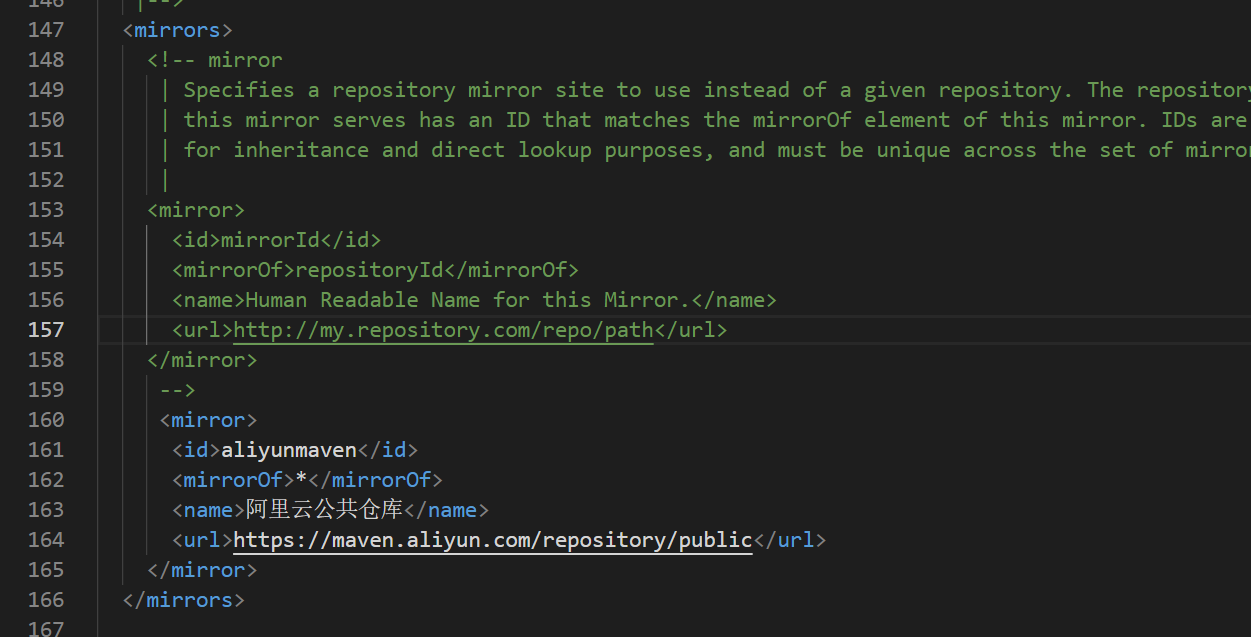 146 |-->
147 <mirrors>
148 <!-- mirror
149 | Specifies a repository mirror site to use instead of a given repository. The repository
150 | this mirror serves has an ID that matches the mirrorOf element of this mirror. IDs are
151 | for inheritance and direct lookup purposes, and must be unique across the set of
152 |
153 <mirror>
154 <id>mirrorId</id>
155 <mirrorOf>repositoryId</mirrorOf>
156 <name>Human Readable Name for this Mirror.</name>
157 <url>http://my.repository.com/repo/path</url>
158 </mirror>
159 -->
160 <mirror>
161 <id>aliyunmaven</id>
162 <mirrorOf>*</mirrorOf>
163 <name>阿里云公共仓库</name>
164 <url>https://maven.aliyun.com/repository/public</url>
165 </mirror>
166 </mirrors>
167